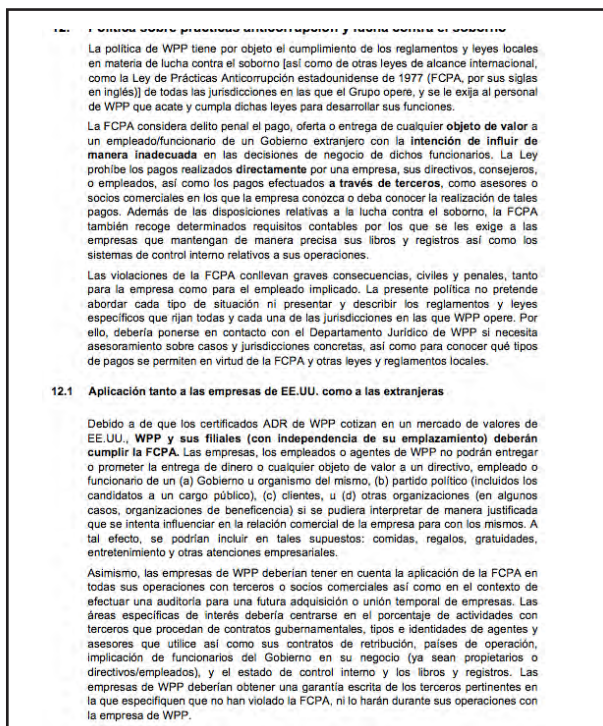 12. Política sobre prácticas anticorrupción y lucha contra el soborno
La política de WPP tiene por objeto el cumplimiento de los reglamentos y leyes locales
en materia de lucha contra el soborno [así como de otras leyes de alcance internacional,
como la Ley de Prácticas Anticorrupción estadounidense de 1977 (FCPA, por sus siglas
en inglés)] de todas las jurisdicciones en las que el Grupo opere, y se le exija al personal
de WPP que acate y cumpla dichas leyes para desarrollar sus funciones.
La FCPA considera delito penal el pago, oferta o entrega de cualquier objeto de valor a
un empleado/funcionario de un Gobierno extranjero con la intención de influir de
manera inadecuada en las decisiones de negocio de dichos funcionarios. La Ley
prohíbe los pagos realizados directamente por una empresa, sus directivos, consejeros,
o empleados, así como los pagos efectuados a través de terceros, como asesores o
socios comerciales en los que la empresa conozca o deba conocer la realización de tales
pagos. Además de las disposiciones relativas a la lucha contra el soborno, la FCPA
también recoge determinados requisitos contables por los que se les exige a las
empresas que mantengan de manera precisa sus libros y registros así como los
sistemas de control interno relativos a sus operaciones.
Las violaciones de la FCPA conllevan graves consecuencias, civiles y penales, tanto
para la empresa como para el empleado implicado. La presente política no pretende
abordar cada tipo de situación ni presentar y describir los reglamentos y leyes
específicos que rijan todas y cada una de las jurisdicciones en las que WPP opere. Por
ello, debería ponerse en contacto con el Departamento Jurídico de WPP si necesita
asesoramiento sobre casos y jurisdicciones concretas, así como para conocer qué tipos
de pagos se permiten en virtud de la FCPA y otras leyes y reglamentos locales.
12.1 Aplicación tanto a las empresas de EE.UU. como a las extranjeras
Debido a de que los certificados ADR de WPP cotizan en un mercado de valores de
EE.UU., WPP y sus filiales (con independencia de su emplazamiento) deberán
cumplir la FCPA. Las empresas, los empleados o agentes de WPP no podrán entregar
o prometer la entrega de dinero o cualquier objeto de valor a un directivo, empleado o
funcionario de un (a) Gobierno u organismo del mismo, (b) partido político (incluidos los
candidatos a un cargo público), (c) clientes, u (d) otras organizaciones (en algunos
casos, organizaciones de beneficencia) si se pudiera interpretar de manera justificada
que se intenta influenciar en la relación comercial de la empresa para con los mismos. A
tal efecto, se podrían incluir en tales supuestos: comidas, regalos, gratuidades,
entretenimiento y otras atenciones empresariales.
Asimismo, las empresas de WPP deberían tener en cuenta la aplicación de la FCPA en
todas sus operaciones con terceros o socios comerciales así como en el contexto de
efectuar una auditoría para una futura adquisición o unión temporal de empresas. Las
áreas específicas de interés debería centrarse en el porcentaje de actividades con
terceros que procedan de contratos gubernamentales, tipos e identidades de agentes y
asesores que utilice así como sus contratos de retribución, países de operación,
implicación de funcionarios del Gobierno en su negocio (ya sean propietarios o
directivos/empleados), y el estado de control interno y los libros y registros. Las
empresas de WPP deberían obtener una garantía escrita de los terceros pertinentes en
la que especifiquen que no han violado la FCPA, ni lo harán durante sus operaciones con
la empresa de WPP.